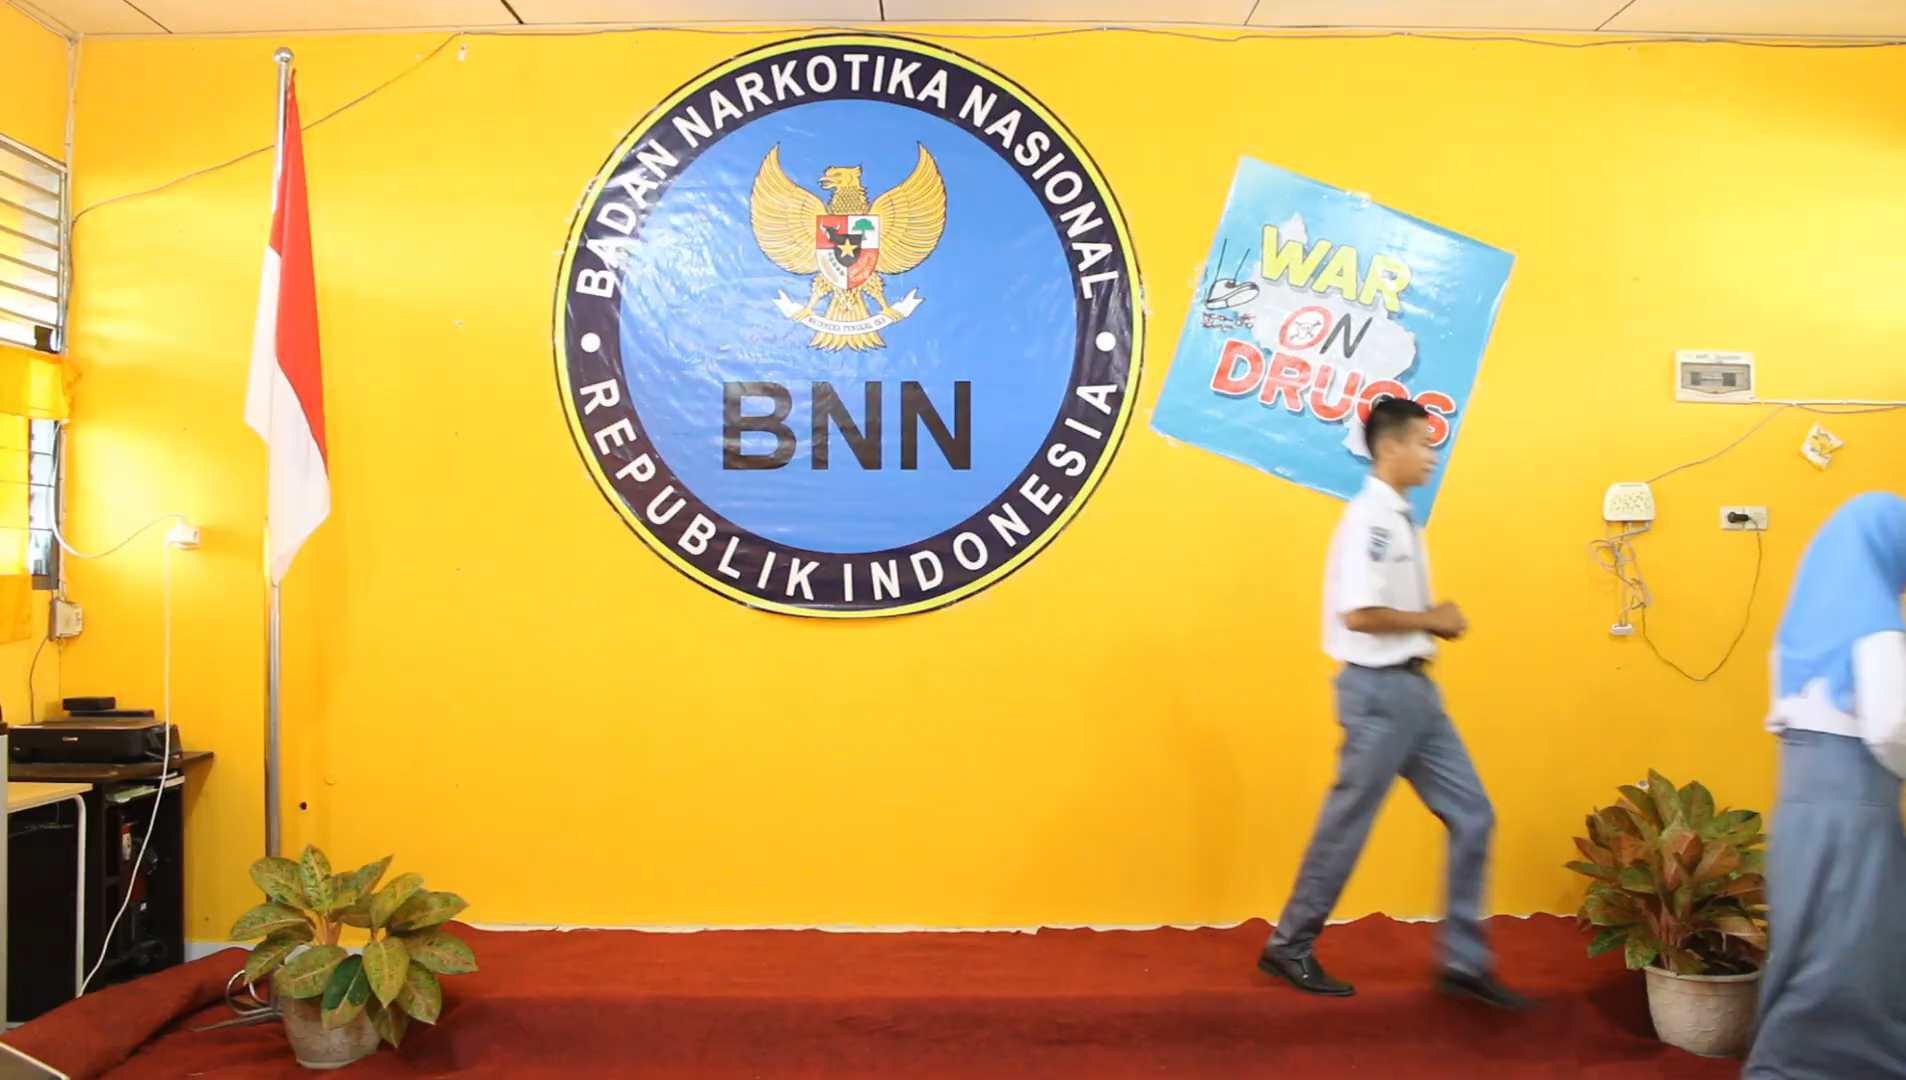 BADAN NARKOTIKA NASIONAL
BNN
REPUBLIK INDONESIA
WAR
ON
DRUGS